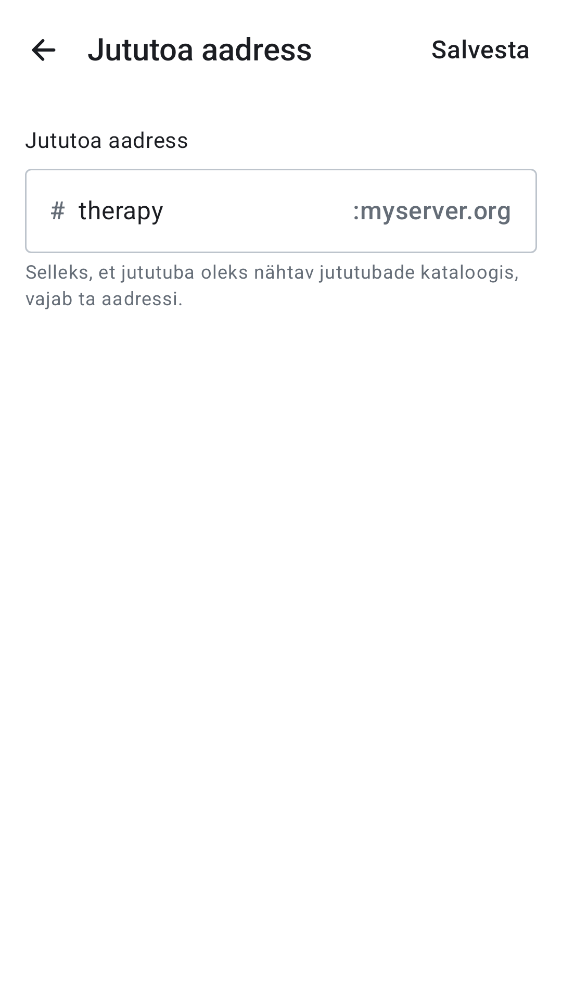 Jututoa aadress
Salvesta
Jututoa aadress
# therapy :myserver.org
Selleks, et jututuba oleks nähtav jututubade kataloogis,
vajab ta aadressi.